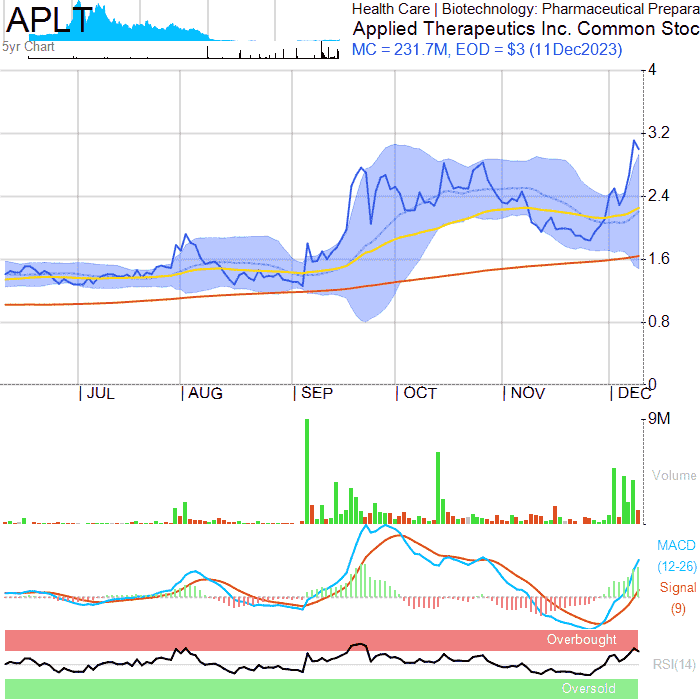 APLT
5yr Chart
Health Care | Biotechnology: Pharmaceutical Prepara
Applied Therapeutics Inc. Common Stoc
MC = 231.7M, EOD = $3 (11Dec2023)
4
3.2
2.4
1.6
0.8
0
JUL
AUG
SEP
OCT
NOV
DEC
9M
Volume
MACD
(12-26)
Signal
(9)
Overbought
RSI(14)
Oversold